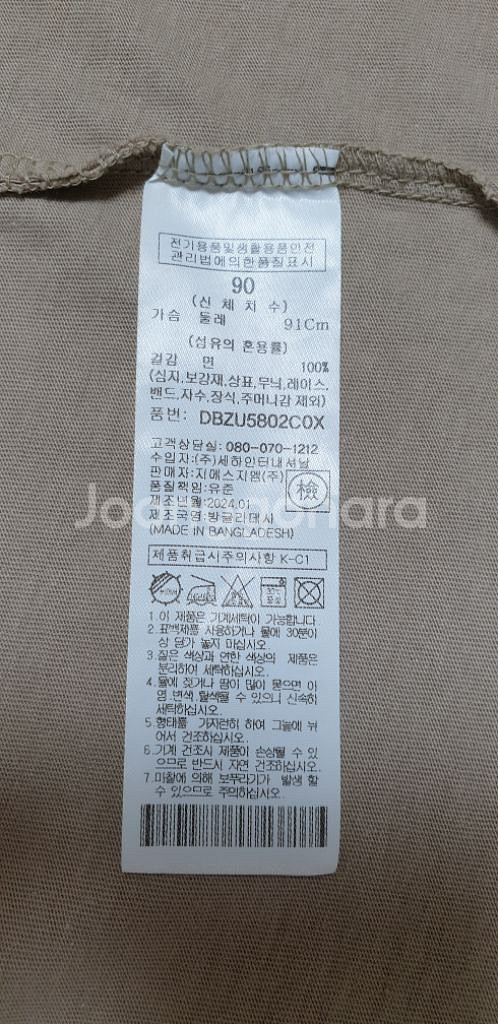 전기용품및생활용품안전
관리법에의한품질표시
90
(신체치수)
가슴 둘레 91Cm
(섬유의 혼용률)
겉감 면 100%
(심지,보강재,상표,무늬,레이스,
밴드,자수,장식,주머니감 제외)
품번: DBZU5802C0X
고객상담실: 080-070-1212
수입자:(주)세하인터내셔날
판매자:지에스지엠(주)
檢
품질책임:유준
제조년월:2024.01
제조국명:방글라데시
(MADE IN BANGLADESH)
제품취급시주의사항 K-C1
1.이 제품은 기계세탁이 가능합니다
2.표백제를 사용하거나 물에 30분이
상 담가 놓지 마십시오.
3.짙은 색상과 연한 색상의 제품은
분리하여 세탁하십시오.
4.물에 젖거나 땀이 많이 묻으면 이
염,변색,탈색될 수 있으니 신속히
세탁하십시오.
5.형태를 가지런히 하여 그늘에 뉘
어서 건조하십시오.
6.기계 건조시 제품이 손상될 수 있
으므로 반드시 자연 건조하십시오.
7.마찰에 의해 보푸라기가 발생 할
수 있으므로 주의하십시오.